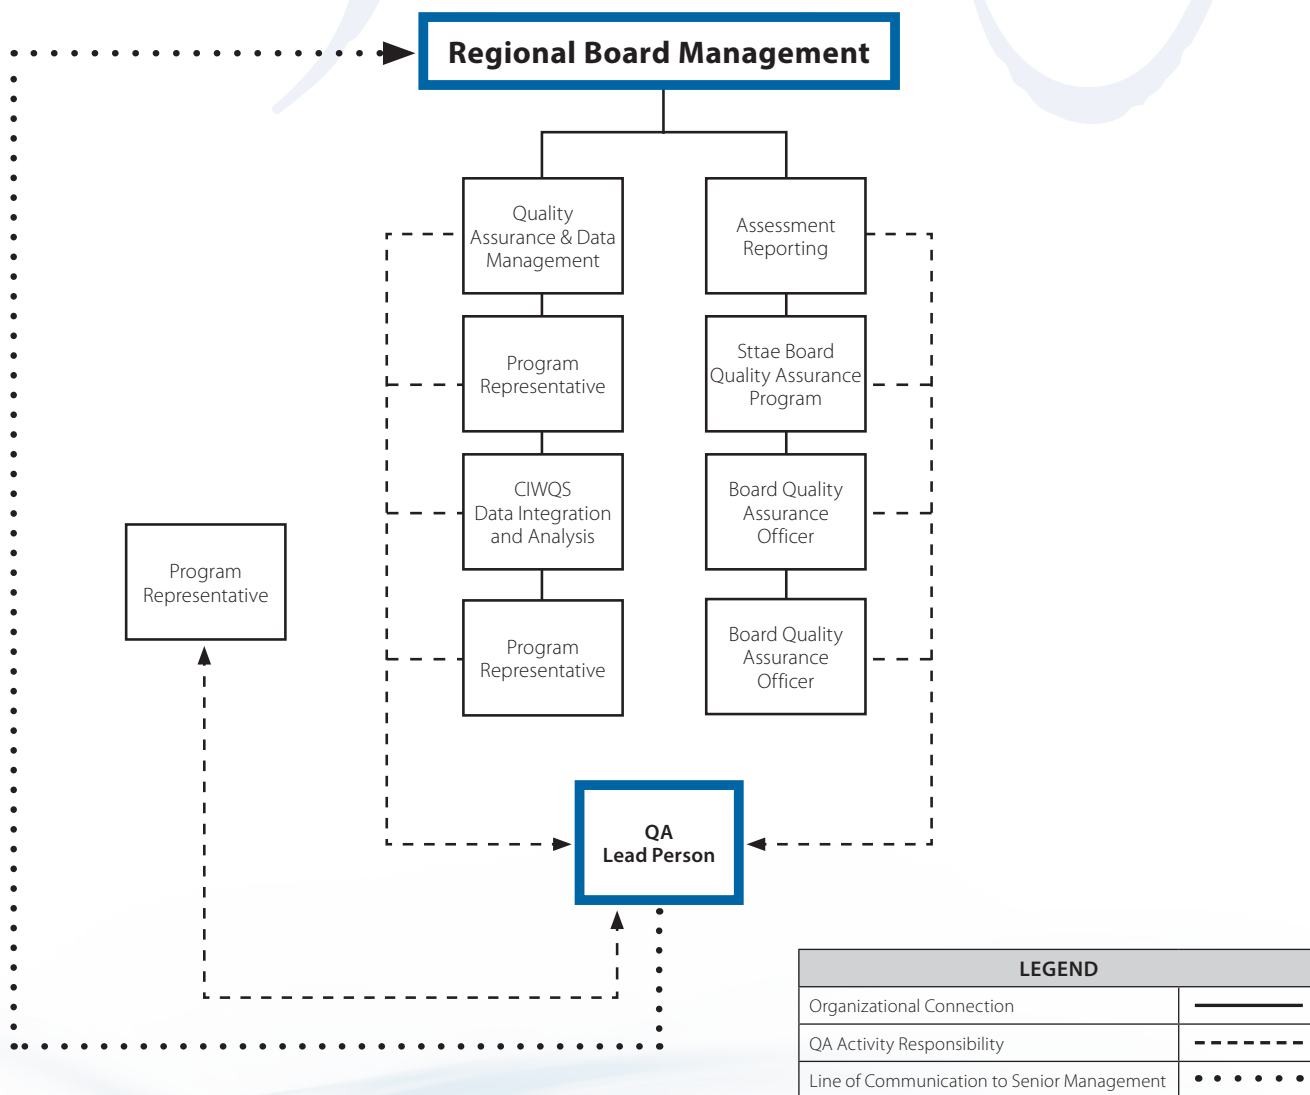 Regional Board Management
Quality
Assurance & Data
Management
Assessment
Reporting
Program
Representative
Sttae Board
Quality Assurance
Program
CIWQS
Data Integration
and Analysis
Board Quality
Assurance
Officer
Program
Representative
Program
Representative
Board Quality
Assurance
Officer
QA
Lead Person
LEGEND
Organizational Connection
QA Activity Responsibility
Line of Communication to Senior Management